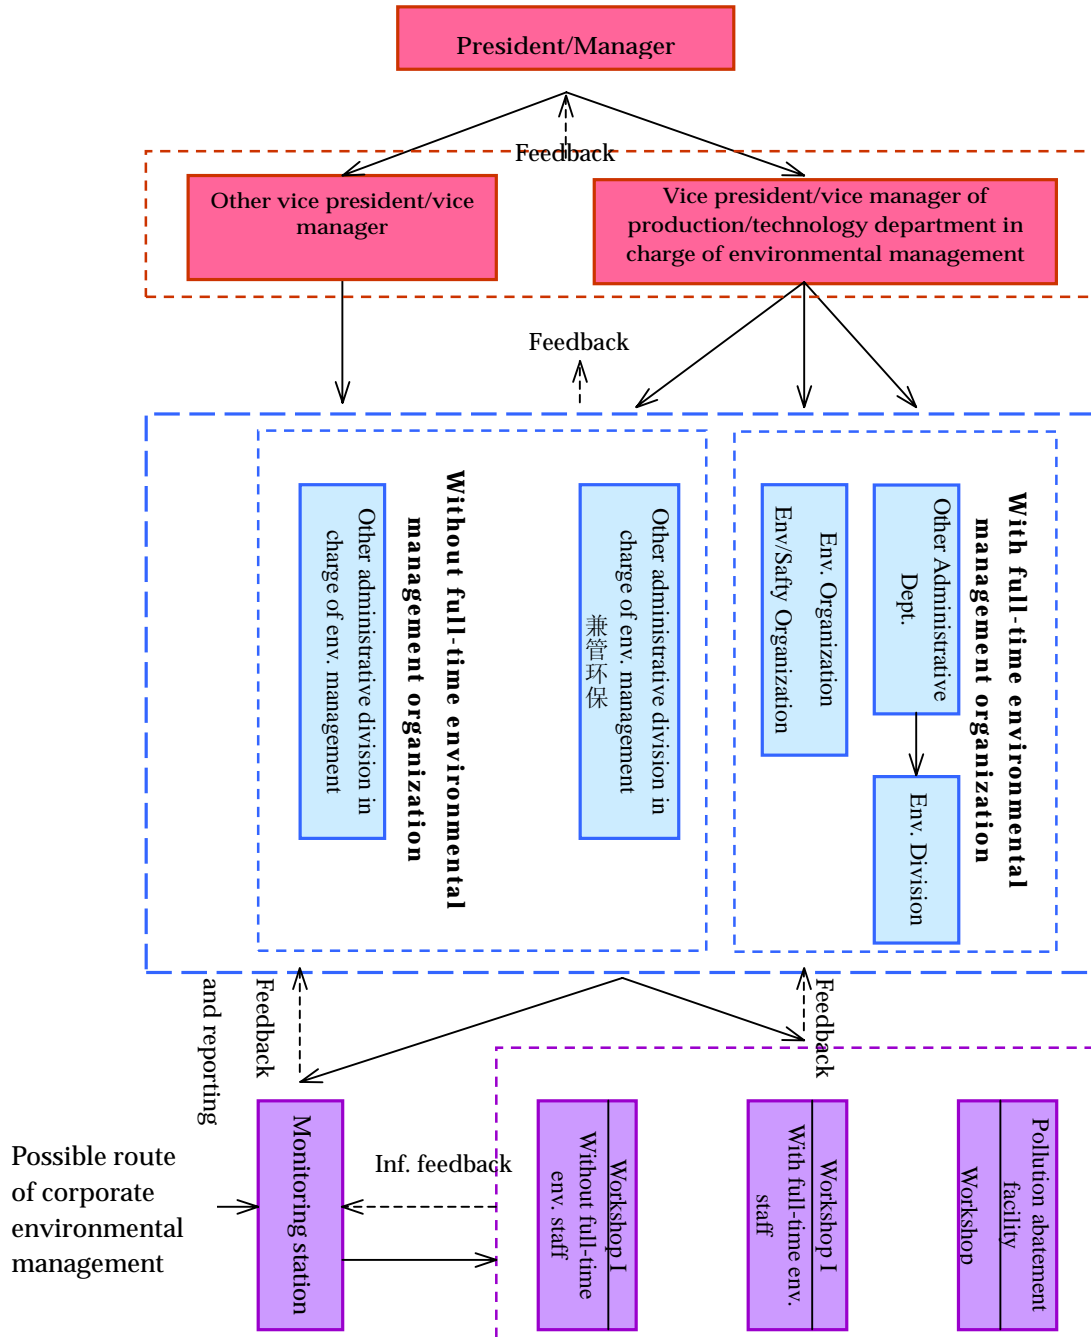 President/Manager
Feedback
Other vice president/vice
manager
Vice president/vice manager of
production/technology department in
charge of environmental management
Feedback
Other administrative division in
charge of env. management
Without full-time environmental
management organization
Other administrative division in
charge of env. management
兼管环保
Env. Organization
Env/Safty Organization
Other Administrative
Dept.
Env. Division
With full-time environmental
management organization
Feedback
and reporting
Feedback
Monitoring station
Inf. feedback
Possible route
of corporate
environmental
management
Workshop I
Without full-time
env. staff
Workshop I
With full-time env.
staff
Pollution abatement
facility
Workshop